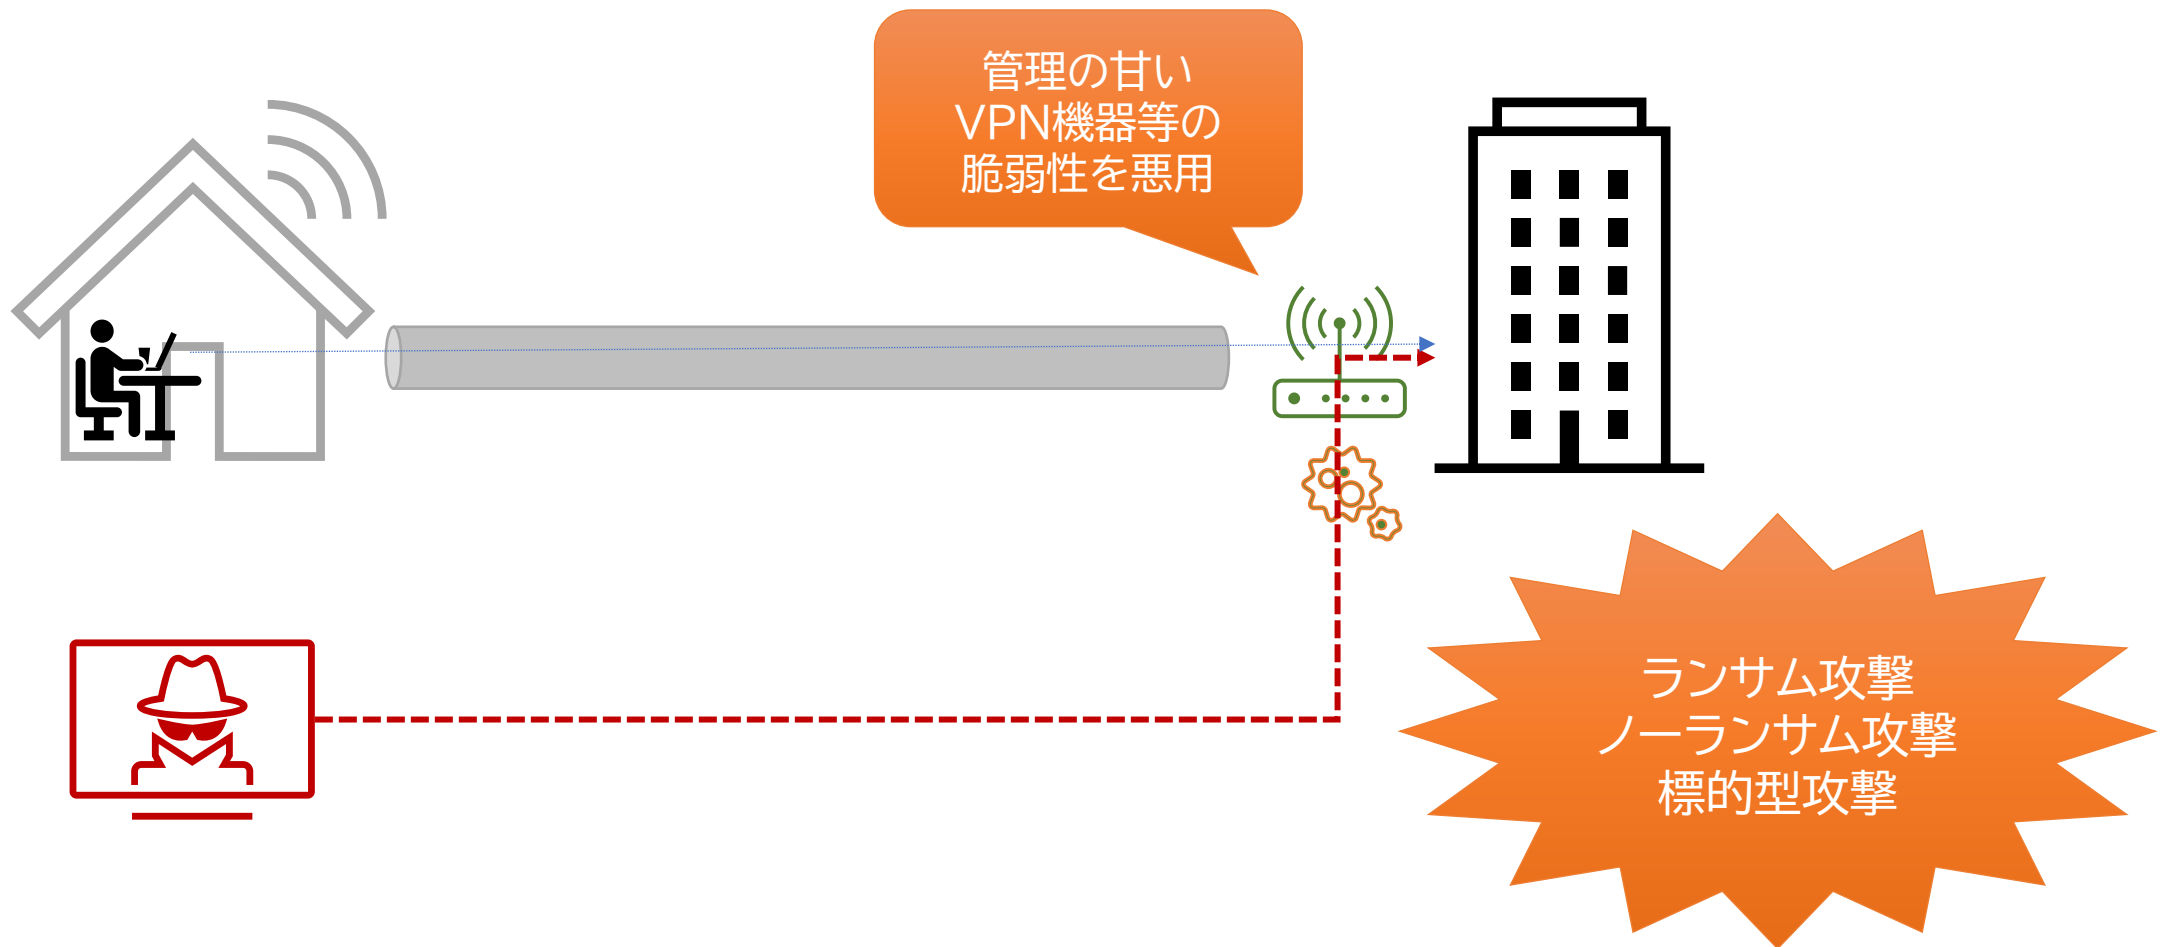 管理の甘い
VPN機器等の
脆弱性を悪用
ランサム攻撃
ノーランサム攻撃
標的型攻撃